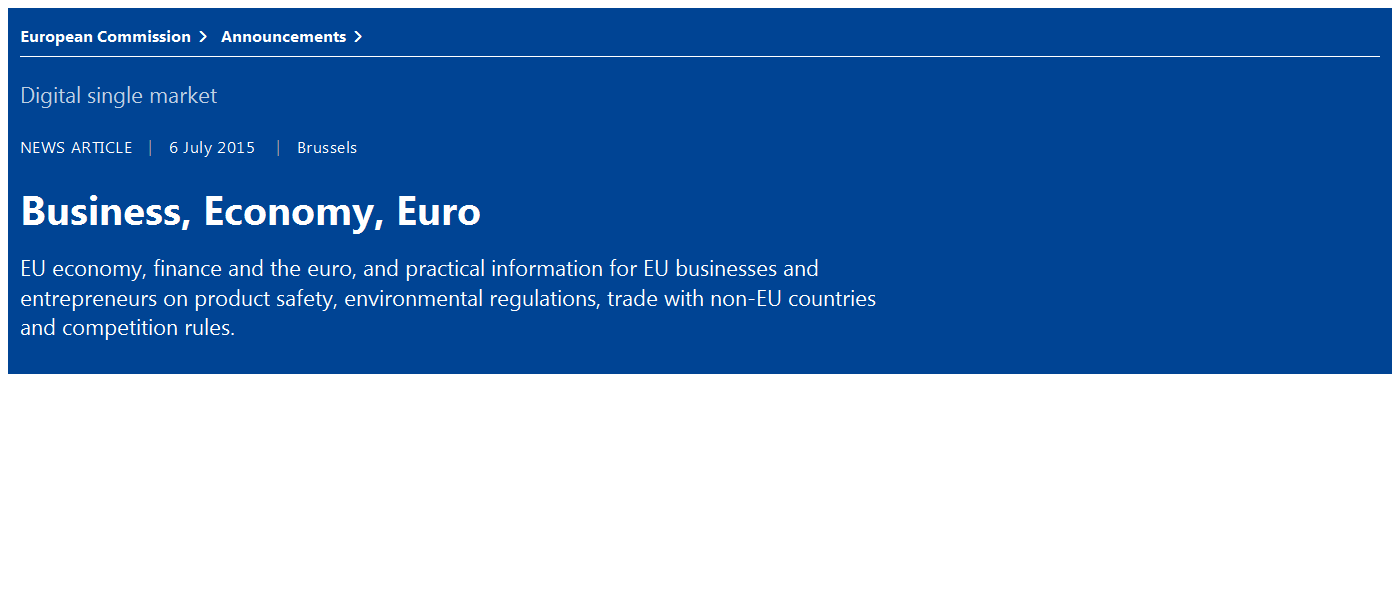 European Commission > Announcements >
Digital single market
NEWS ARTICLE | 6 July 2015 | Brussels
Business, Economy, Euro
EU economy, finance and the euro, and practical information for EU businesses and
entrepreneurs on product safety, environmental regulations, trade with non-EU countries
and competition rules.